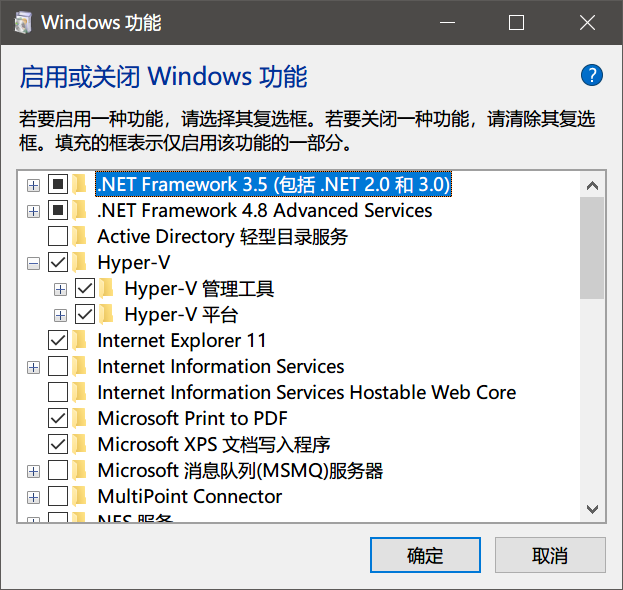 Windows 功能
启用或关闭 Windows 功能
?
若要启用一种功能，请选择其复选框。若要关闭一种功能，请清除其复选
框。填充的框表示仅启用该功能的一部分。
.NET Framework 3.5 (包括 .NET 2.0 和 3.0)
.NET Framework 4.8 Advanced Services
Active Directory 轻型目录服务
Hyper-V
Hyper-V 管理工具
Hyper-V 平台
Internet Explorer 11
Internet Information Services
Internet Information Services Hostable Web Core
Microsoft Print to PDF
Microsoft XPS 文档写入程序
Microsoft 消息队列(MSMQ)服务器
MultiPoint Connector
NFS 服务
确定
取消